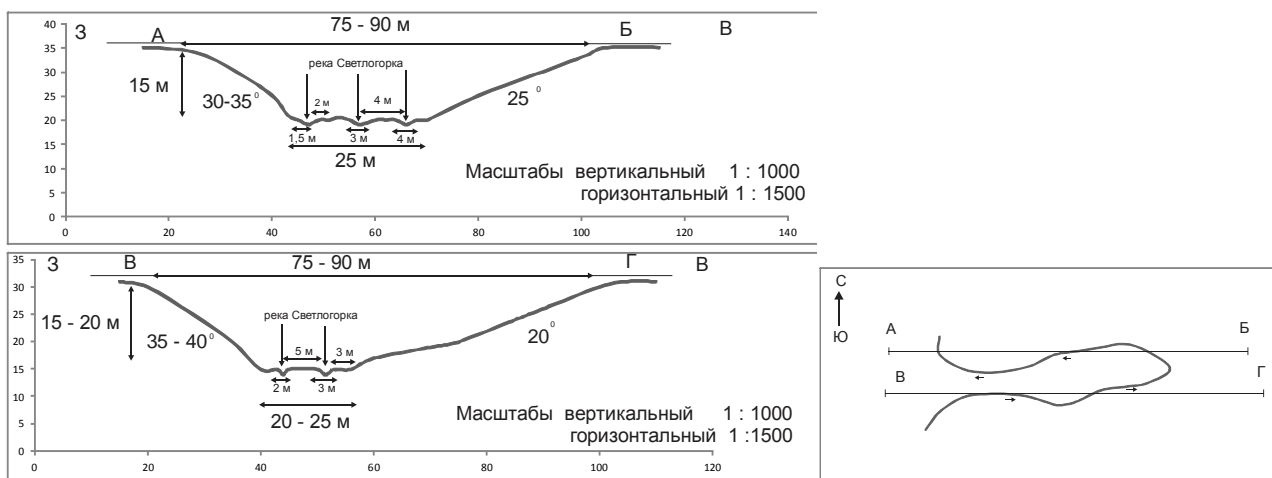 40
35
30
25
20
15
10
5
0
0 20 40 60 80 100 120 140
З А 75 - 90 м Б В
15 м
30-35⁰
река Светлогорка
2 м 4 м
25 ⁰
1,5 м 3 м 4 м
25 м
Масштабы вертикальный 1 : 1000
горизонтальный 1 : 1500
35
30
25
20
15
10
5
0
0 20 40 60 80 100 120
З В 75 - 90 м Г В
15 - 20 м
35 - 40⁰
река Светлогорка
5 м 3 м
20⁰
2 м 3 м
20 - 25 м
Масштабы вертикальный 1 : 1000
горизонтальный 1 :1500
С
Ю
А Б
В Г